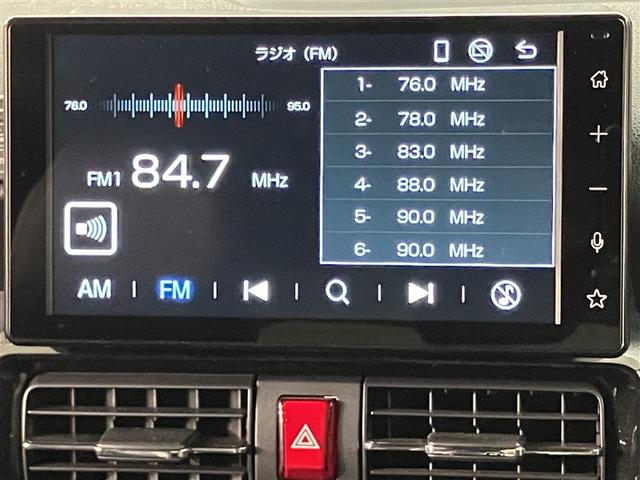 ラジオ（FM）
76.0 95.0
FM1 84.7 MHz
1- 76.0 MHz
2- 78.0 MHz
3- 83.0 MHz
4- 88.0 MHz
5- 90.0 MHz
6- 90.0 MHz
AM FM